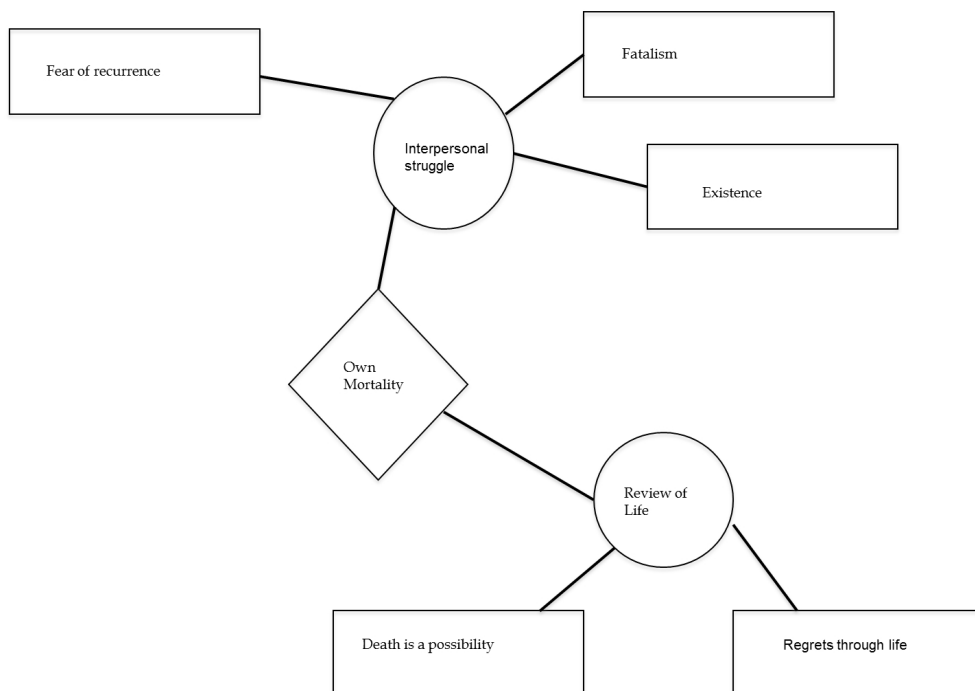 Fear of recurrence
Fatalism
Interpersonal
struggle
Existence
Own
Mortality
Review of
Life
Death is a possibility
Regrets through life